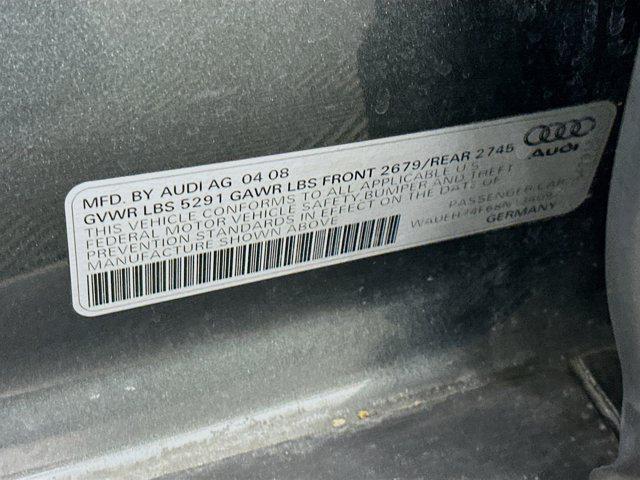 MFD. BY AUDI AG 04 08
GVWR LBS 5291 GAWR LBS FRONT 2679/REAR 2745
THIS VEHICLE CONFORMS TO ALL APPLICABLE U.S.
FEDERAL MOTOR VEHICLE SAFETY BUMPER AND THEFT
PREVENTION STANDARDS IN EFFECT ON THE DATE OF
MANUFACTURE SHOWN ABOVE
AUDI
PASSENGER CAR
GERMANY